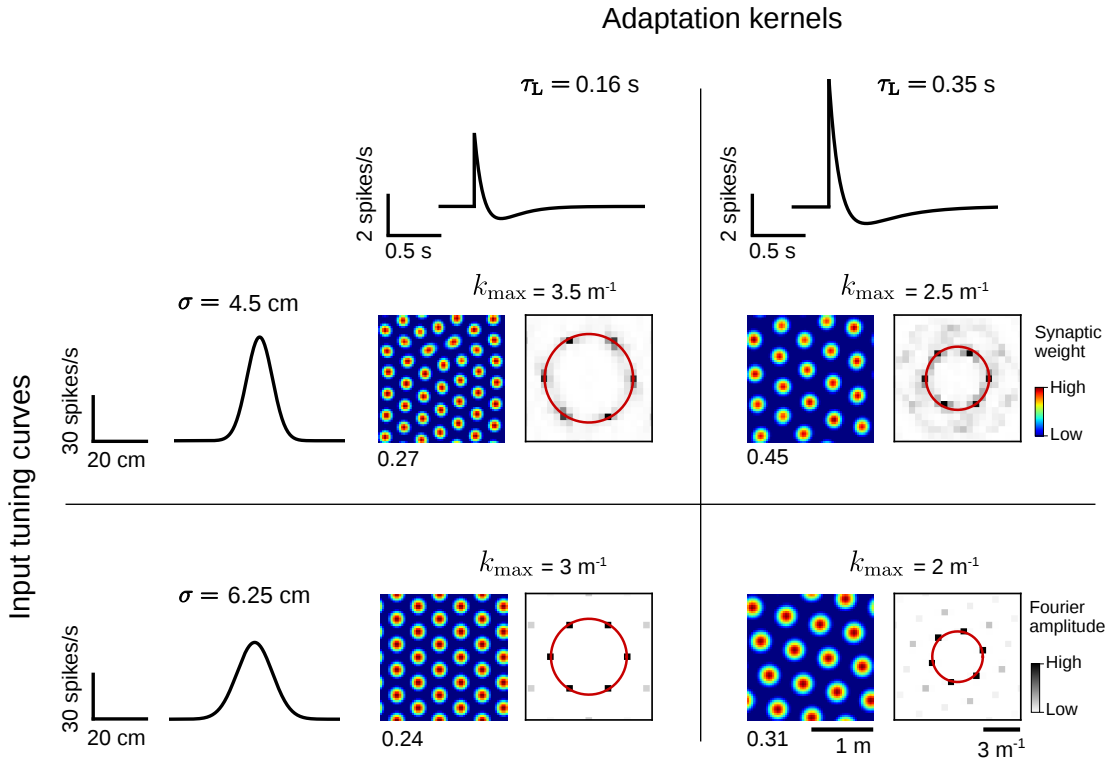 Adaptation kernels
τL = 0.16 s
τL = 0.35 s
2 spikes/s
0.5 s
2 spikes/s
0.5 s
Input tuning curves
σ = 4.5 cm
30 spikes/s
20 cm
kmax = 3.5 m-1
0.27
kmax = 2.5 m-1
0.45
Synaptic
weight
High
Low
σ = 6.25 cm
30 spikes/s
20 cm
kmax = 3 m-1
0.24
kmax = 2 m-1
0.31
1 m
3 m-1
Fourier
amplitude
High
Low